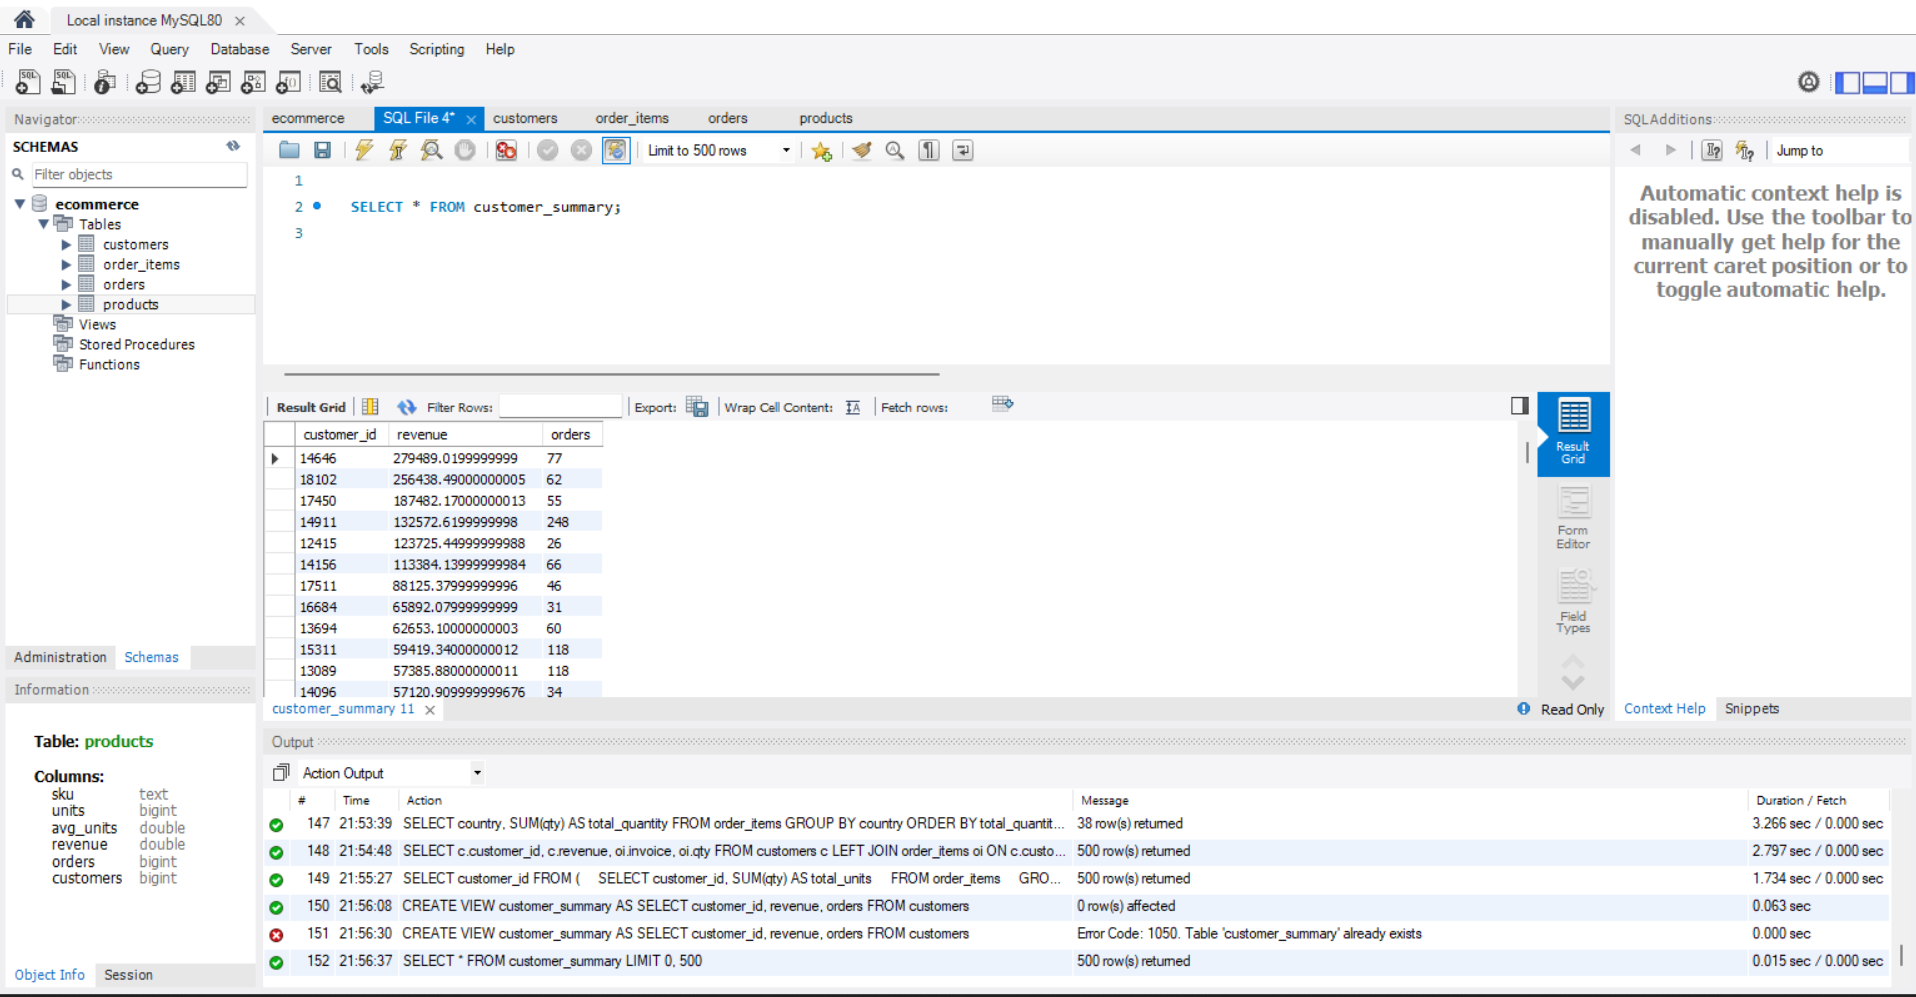 Local instance MySQL80
File Edit View Query Database Server Tools Scripting Help
Navigator
SCHEMAS
Filter objects
ecommerce
Tables
customers
order_items
orders
products
Views
Stored Procedures
Functions
Administration Schemas
Information
Table: products
Columns:
sku text
units bigint
avg_units double
revenue double
orders bigint
customers bigint
Object Info Session
ecommerce SQL File 4* customers order_items orders products
Limit to 500 rows
1
2 SELECT * FROM customer_summary;
3
Result Grid Filter Rows: Export: Wrap Cell Content: Fetch rows:
customer_id revenue orders
14646 279489.0199999999 77
18102 256438.49000000005 62
17450 187482.17000000013 55
14911 132572.6199999998 248
12415 123725.44999999988 26
14156 113384.13999999984 66
17511 88125.37999999996 46
16684 65892.07999999999 31
13694 62653.10000000003 60
15311 59419.34000000012 118
13089 57385.88000000011 118
14096 57120.909999999676 34
Result Grid
Form Editor
Field Types
customer_summary 11 Read Only
SQLAdditions
Jump to
Automatic context help is
disabled. Use the toolbar to
manually get help for the
current caret position or to
toggle automatic help.
Context Help Snippets
Output
Action Output
# Time Action Message Duration / Fetch
147 21:53:39 SELECT country, SUM(qty) AS total_quantity FROM order_items GROUP BY country ORDER BY total_quantit... 38 row(s) returned 3.266 sec / 0.000 sec
148 21:54:48 SELECT c.customer_id, c.revenue, oi.invoice, oi.qty FROM customers c LEFT JOIN order_items oi ON c.custo... 500 row(s) returned 2.797 sec / 0.000 sec
149 21:55:27 SELECT customer_id FROM ( SELECT customer_id, SUM(qty) AS total_units FROM order_items GRO... 500 row(s) returned 1.734 sec / 0.000 sec
150 21:56:08 CREATE VIEW customer_summary AS SELECT customer_id, revenue, orders FROM customers 0 row(s) affected 0.063 sec
151 21:56:30 CREATE VIEW customer_summary AS SELECT customer_id, revenue, orders FROM customers Error Code: 1050. Table 'customer_summary' already exists 0.000 sec
152 21:56:37 SELECT * FROM customer_summary LIMIT 0, 500 500 row(s) returned 0.015 sec / 0.000 sec